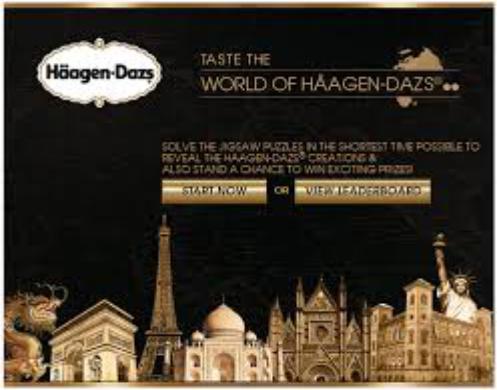 Häagen-Dazs
TASTE THE
WORLD OF HÄAGEN-DAZS®
SOLVE THE JIGSAW PUZZLES IN THE SHORTEST TIME POSSIBLE TO
REVEAL THE HÄAGEN-DAZS® CREATIONS &
ALSO STAND A CHANCE TO WIN EXCITING PRIZES!
START NOW OR VIEW LEADERBOARD